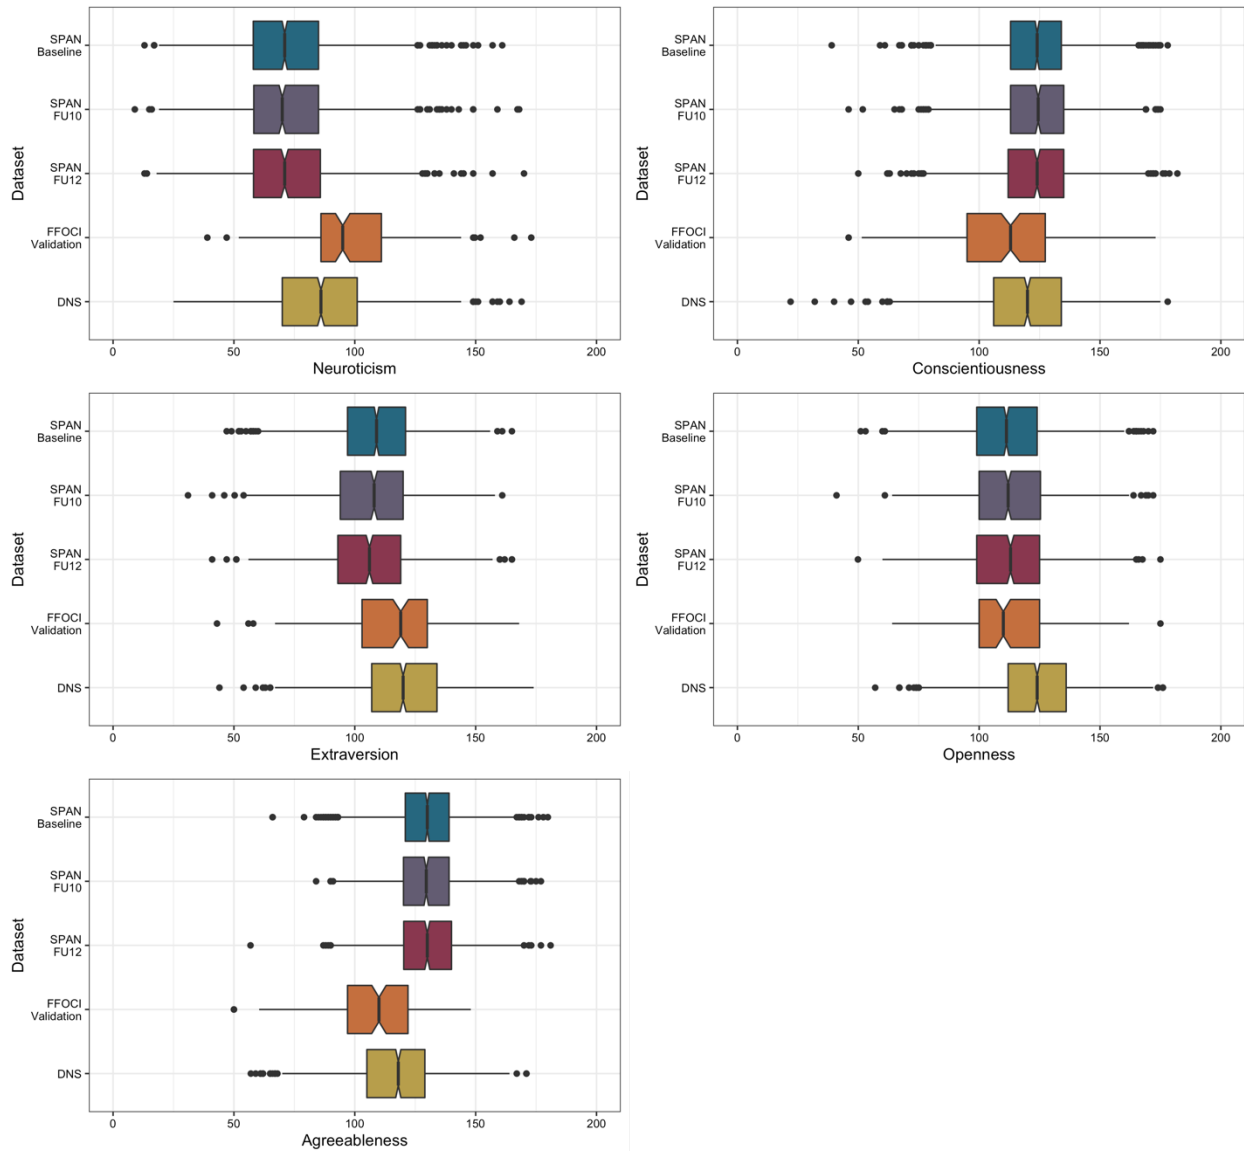 Dataset
SPAN
Baseline
SPAN
FU10
SPAN
FU12
FFOCI
Validation
DNS
0 50 100 150 200
Neuroticism
Dataset
SPAN
Baseline
SPAN
FU10
SPAN
FU12
FFOCI
Validation
DNS
0 50 100 150 200
Conscientiousness
Dataset
SPAN
Baseline
SPAN
FU10
SPAN
FU12
FFOCI
Validation
DNS
0 50 100 150 200
Extraversion
Dataset
SPAN
Baseline
SPAN
FU10
SPAN
FU12
FFOCI
Validation
DNS
0 50 100 150 200
Openness
Dataset
SPAN
Baseline
SPAN
FU10
SPAN
FU12
FFOCI
Validation
DNS
0 50 100 150 200
Agreeableness